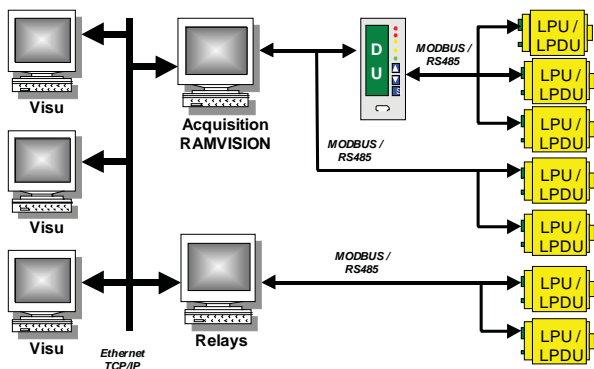 Visu
Visu
Visu
Ethernet
TCP/IP
Acquisition
RAMVISION
Relays
D
U
S
MODBUS /
RS485
MODBUS /
RS485
MODBUS /
RS485
LPU /
LPDU
LPU /
LPDU
LPU /
LPDU
LPU /
LPDU
LPU /
LPDU
LPU /
LPDU
LPU /
LPDU